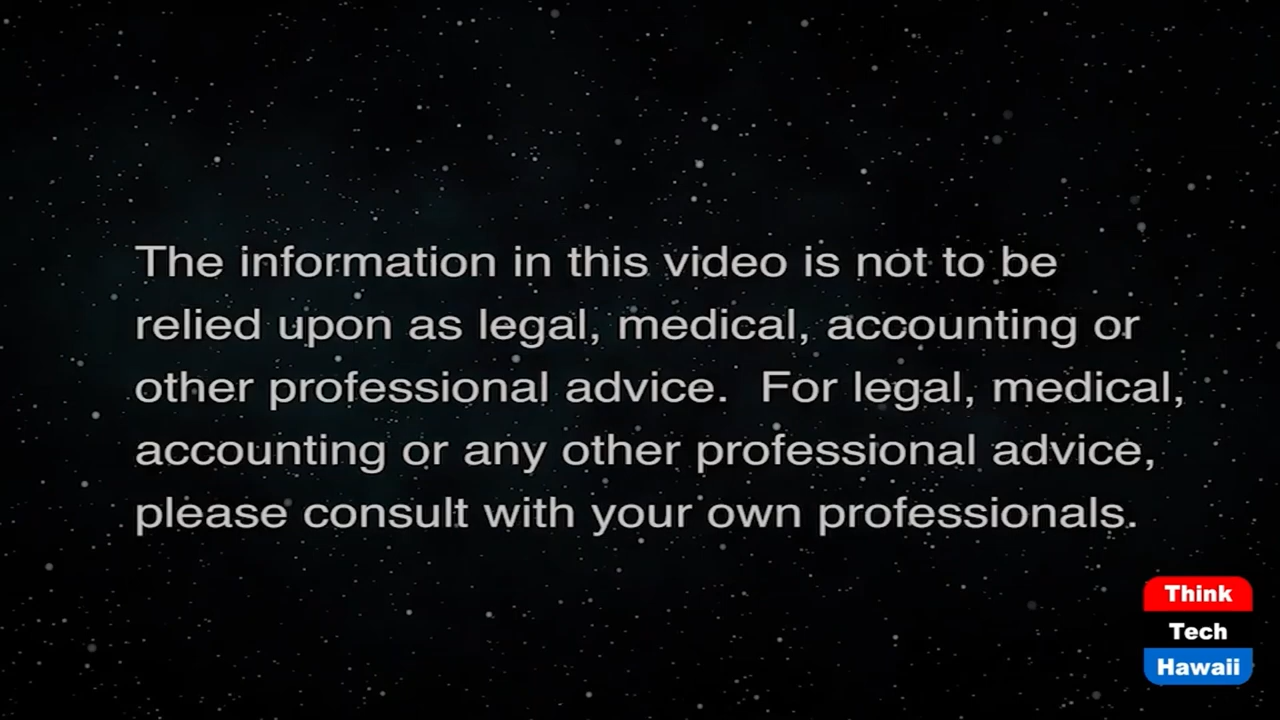 The information in this video is not to be
relied upon as legal, medical, accounting or
other professional advice.  For legal, medical,
accounting or any other professional advice,
please consult with your own professionals.
Think
Tech
Hawaii